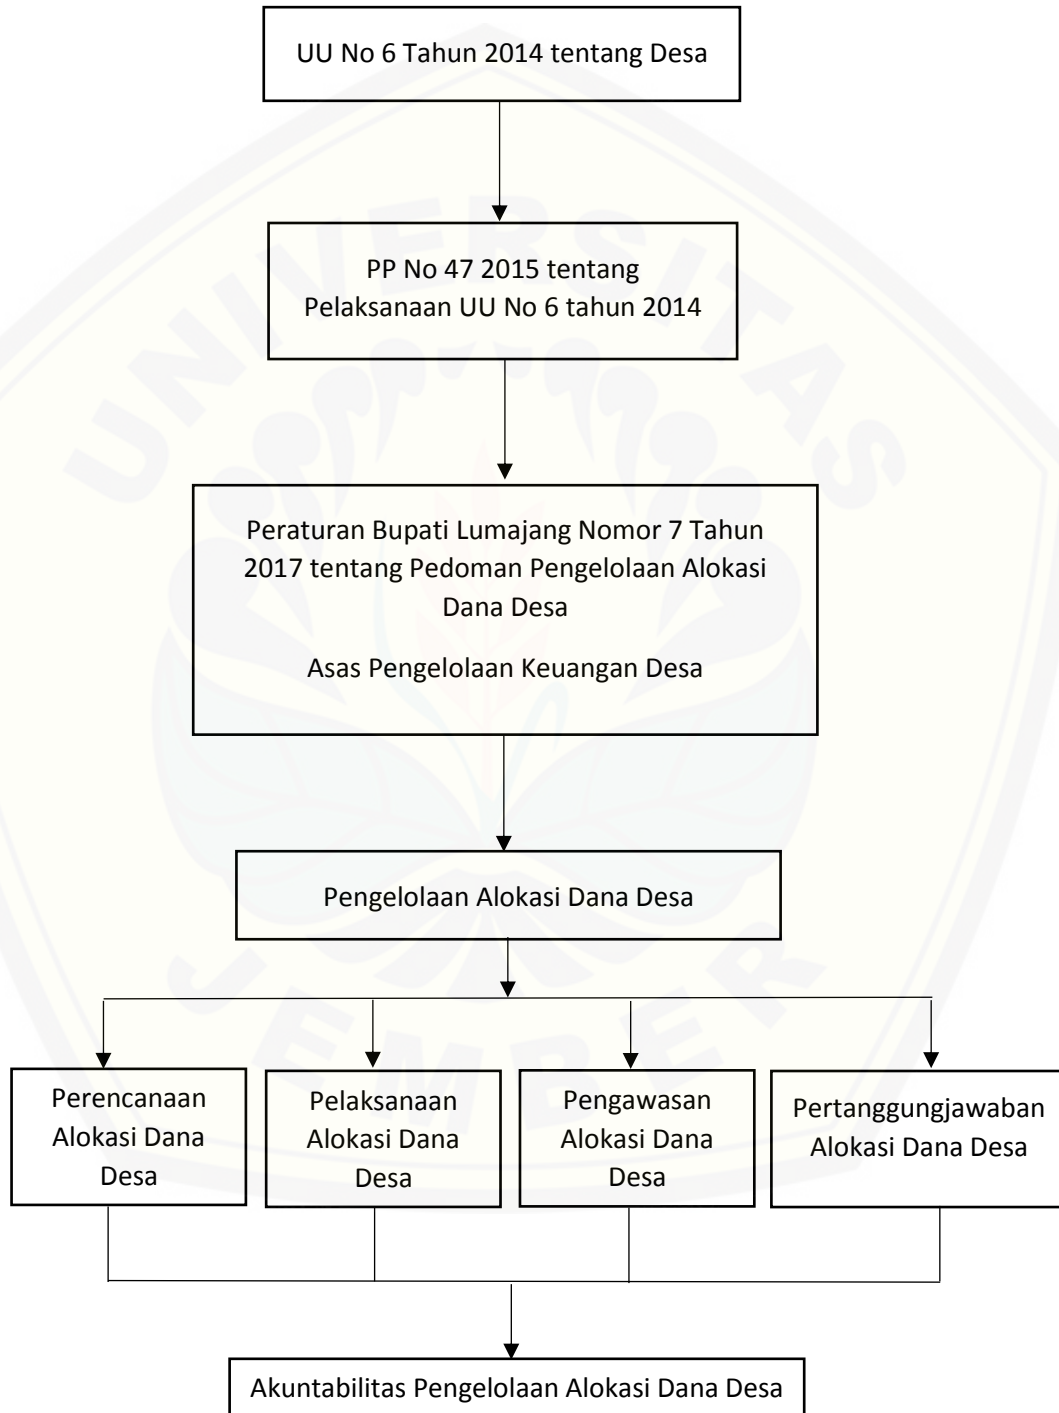 UU No 6 Tahun 2014 tentang Desa
PP No 47 2015 tentang
Pelaksanaan UU No 6 tahun 2014
Peraturan Bupati Lumajang Nomor 7 Tahun
2017 tentang Pedoman Pengelolaan Alokasi
Dana Desa
Asas Pengelolaan Keuangan Desa
Pengelolaan Alokasi Dana Desa
Perencanaan
Alokasi Dana
Desa
Pelaksanaan
Alokasi Dana
Desa
Pengawasan
Alokasi Dana
Desa
Pertanggungjawaban
Alokasi Dana Desa
Akuntabilitas Pengelolaan Alokasi Dana Desa
UNIVERSITAS
JEMBER